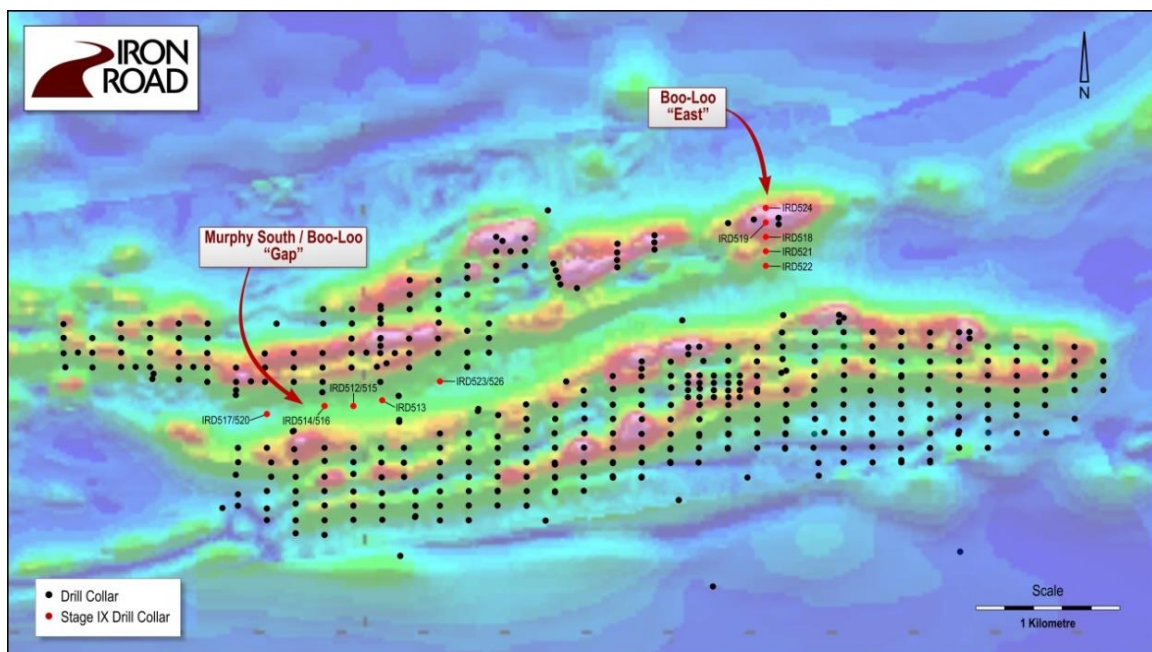 IRON
ROAD
N
Boo-Loo
“East”
IRD524
IRD519
IRD518
IRD521
IRD522
Murphy South / Boo-Loo
“Gap”
IRD523/526
IRD512/515
IRD513
IRD517/520
IRD514/516
Drill Collar
Stage IX Drill Collar
Scale
1 Kilometre